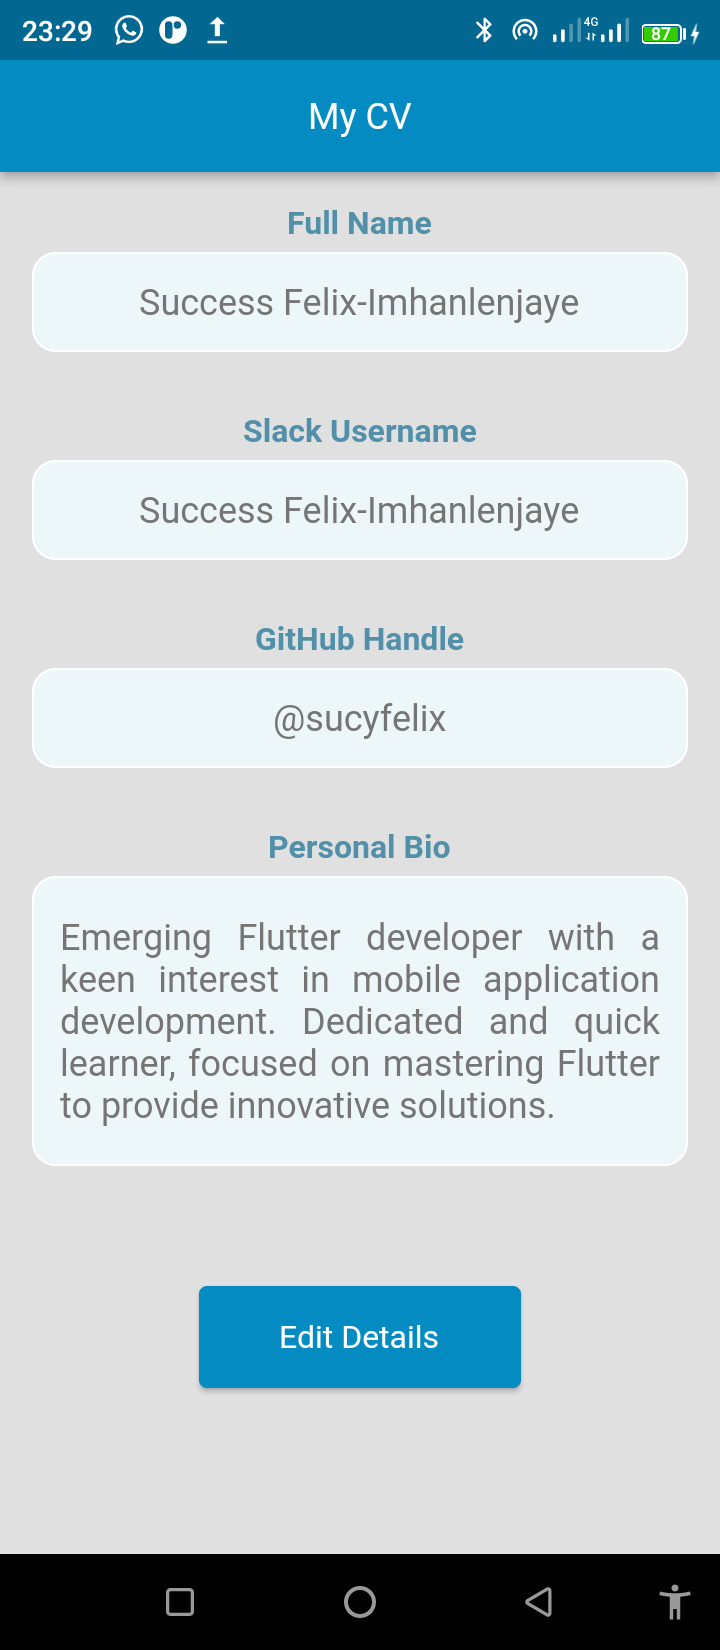 23:29
4G
87
My CV
Full Name
Success Felix-Imhanlenjaye
Slack Username
Success Felix-Imhanlenjaye
GitHub Handle
@sucyfelix
Personal Bio
Emerging Flutter developer with a
keen interest in mobile application
development. Dedicated and quick
learner, focused on mastering Flutter
to provide innovative solutions.
Edit Details